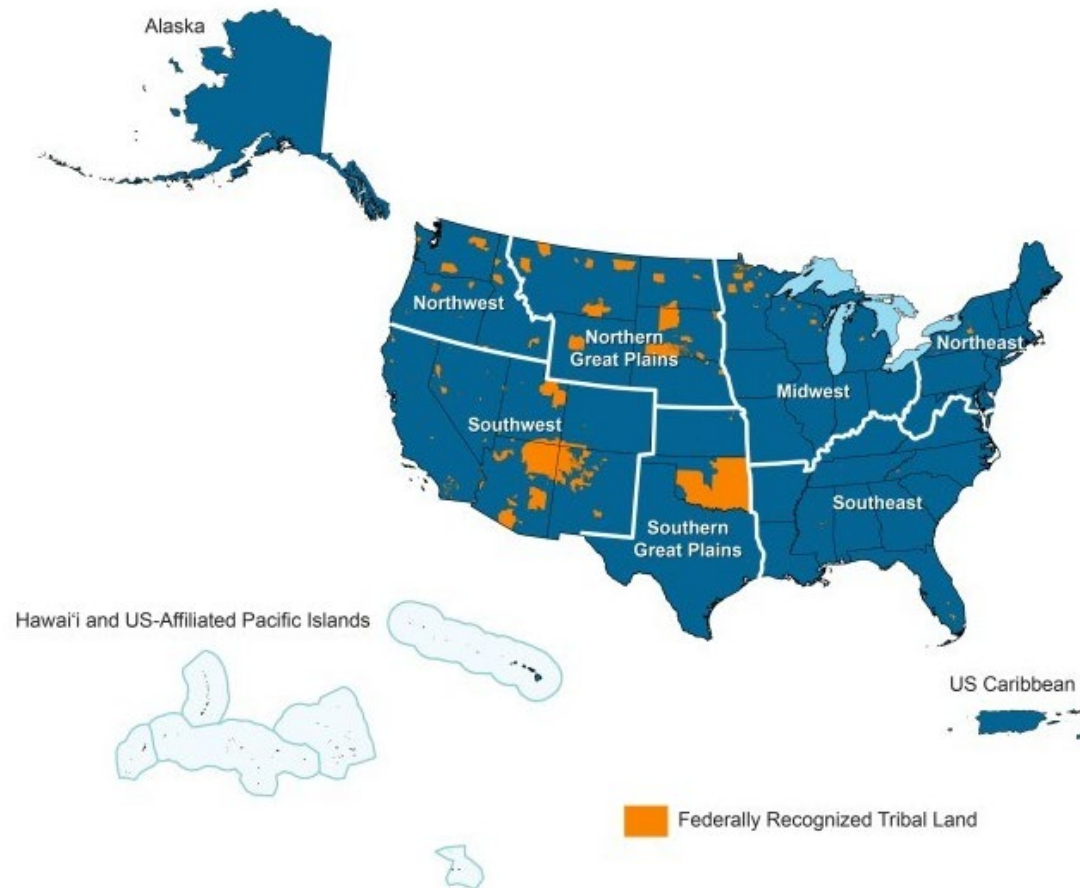 Alaska
Northwest
Northern
Great Plains
Northeast
Midwest
Southwest
Southeast
Southern
Great Plains
Hawaiʻi and US-Affiliated Pacific Islands
US Caribbean
Federally Recognized Tribal Land